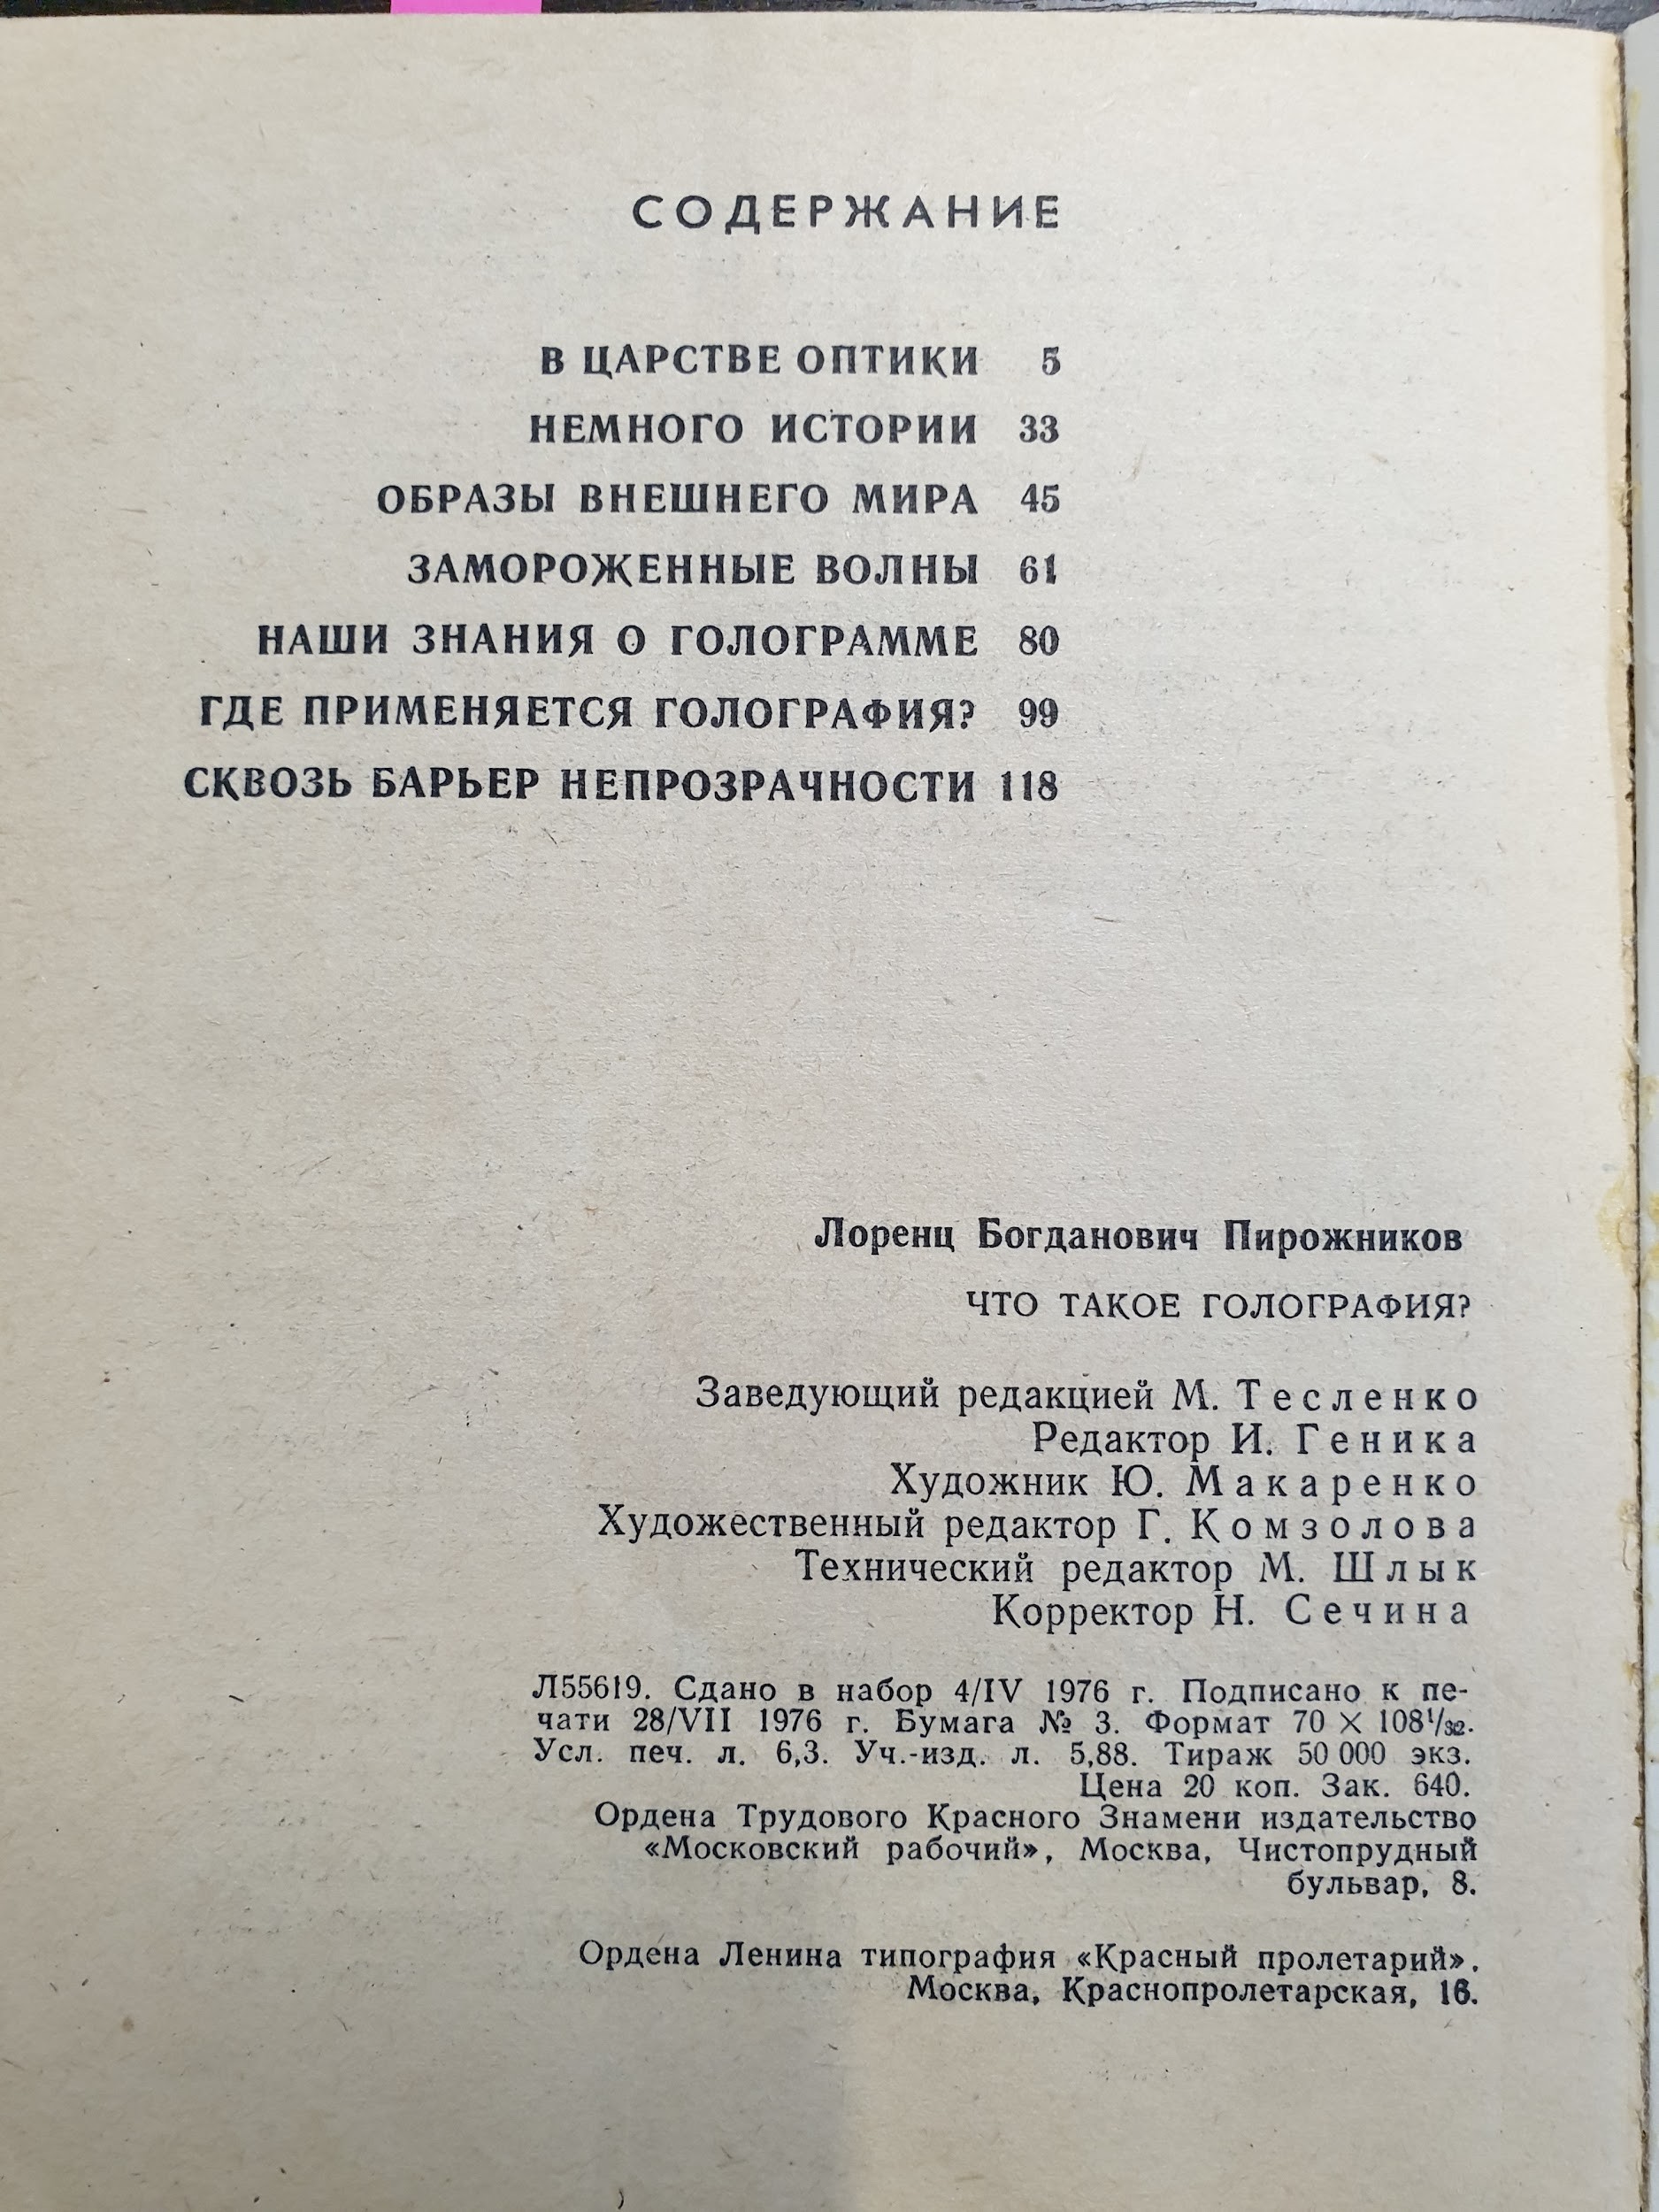 СОДЕРЖАНИЕ
В ЦАРСТВЕ ОПТИКИ 5
НЕМНОГО ИСТОРИИ 33
ОБРАЗЫ ВНЕШНЕГО МИРА 45
ЗАМОРОЖЕННЫЕ ВОЛНЫ 61
НАШИ ЗНАНИЯ О ГОЛОГРАММЕ 80
ГДЕ ПРИМЕНЯЕТСЯ ГОЛОГРАФИЯ? 99
СКВОЗЬ БАРЬЕР НЕПРОЗРАЧНОСТИ 118
Лоренц Богданович Пирожников
ЧТО ТАКОЕ ГОЛОГРАФИЯ?
Заведующий редакцией М. Тесленко
Редактор И. Геника
Художник Ю. Макаренко
Художественный редактор Г. Комзолова
Технический редактор М. Шлык
Корректор Н. Сечина
Л55619. Сдано в набор 4/IV 1976 г. Подписано к пе-
чати 28/VII 1976 г. Бумага № 3. Формат 70 × 108¹/₃₂.
Усл. печ. л. 6,3. Уч.-изд. л. 5,88. Тираж 50 000 экз.
Цена 20 коп. Зак. 640.
Ордена Трудового Красного Знамени издательство
«Московский рабочий», Москва, Чистопрудный
бульвар, 8.
Ордена Ленина типография «Красный пролетарий».
Москва, Краснопролетарская, 16.